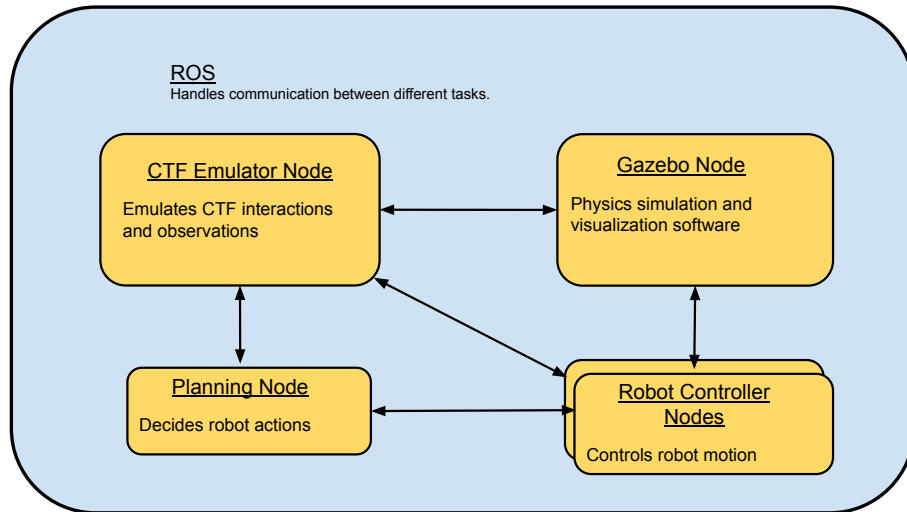 ROS
Handles communication between different tasks.
CTF Emulator Node
Emulates CTF interactions
and observations
Gazebo Node
Physics simulation and
visualization software
Planning Node
Decides robot actions
Robot Controller
Nodes
Controls robot motion